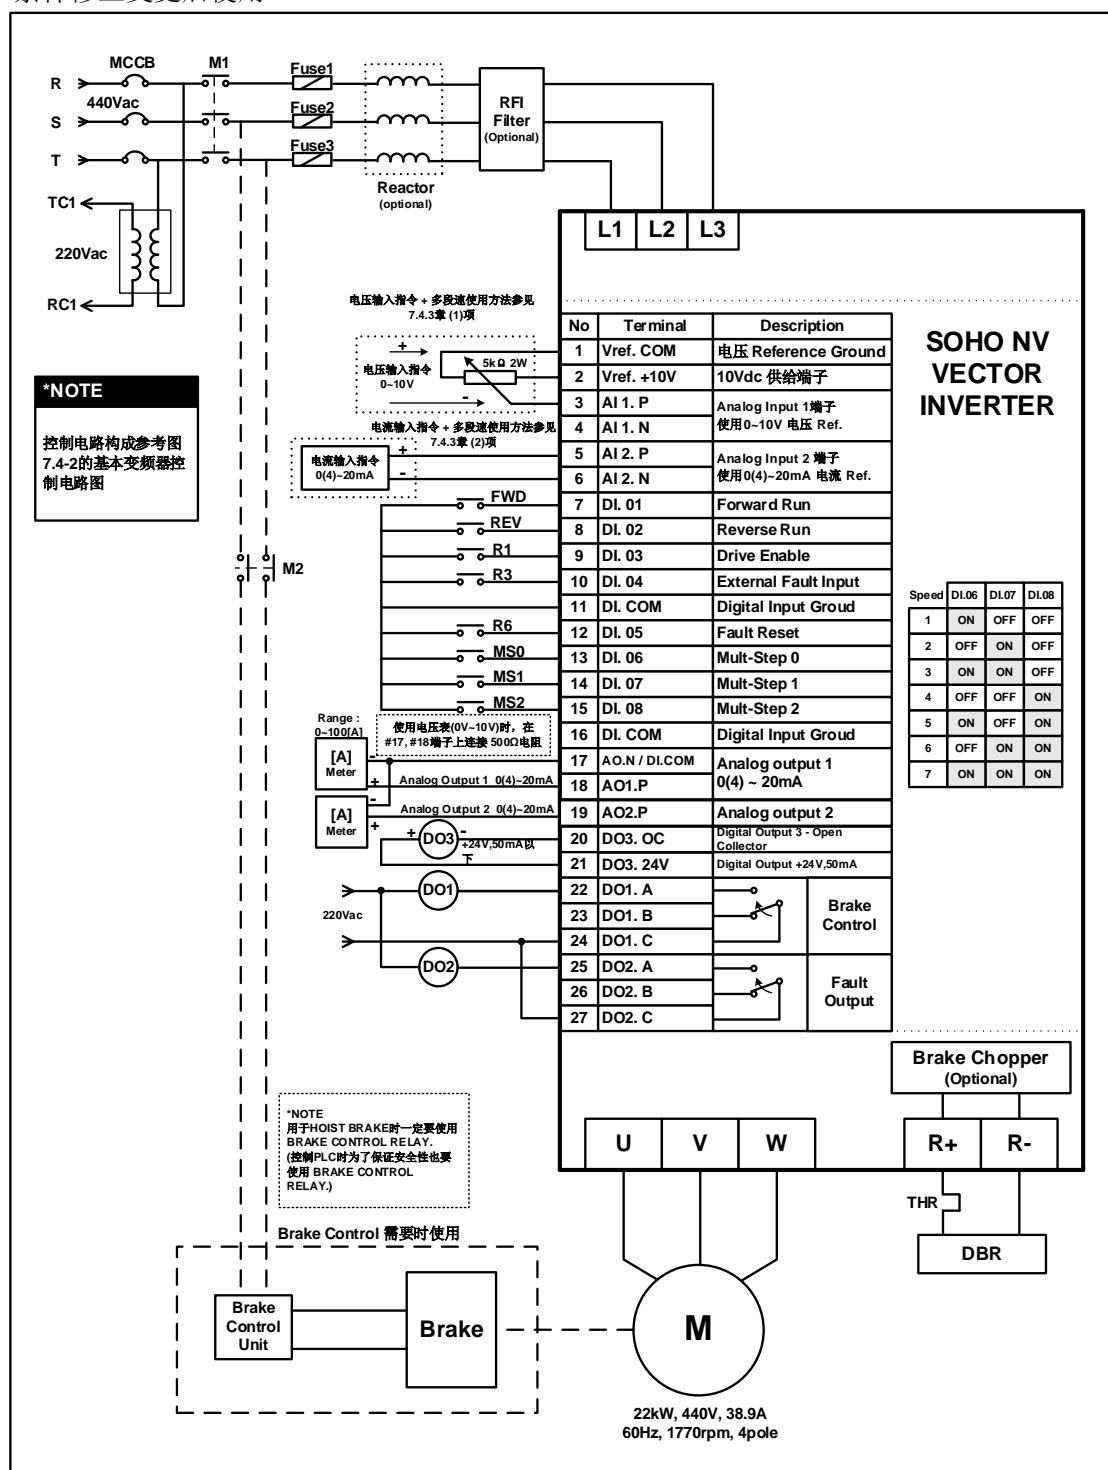 MCCB
M1
R
440Vac
S
T
Fuse1
Fuse2
Fuse3
Reactor
(optional)
RFI
Filter
(Optional)
TC1
220Vac
RC1
L1
L2
L3
*NOTE
控制电路构成参考图
7.4-2的基本变频器控
制电路图
电压输入指令 + 多段速使用方法参见
7.4.3章 (1)项
+
电压输入指令
0~10V
-
5kΩ 2W
电流输入指令 + 多段速使用方法参见
7.4.3章 (2)项
电流输入指令
0(4)~20mA
+
-
FWD
REV
R1
R3
R6
MS0
MS1
MS2
M2
SOHO NV
VECTOR
INVERTER
No Terminal Description
1 Vref. COM 电压 Reference Ground
2 Vref. +10V 10Vdc 供给端子
3 AI 1. P Analog Input 1端子
4 AI 1. N 使用0~10V 电压 Ref.
5 AI 2. P Analog Input 2 端子
6 AI 2. N 使用0(4)~20mA 电流 Ref.
7 DI. 01 Forward Run
8 DI. 02 Reverse Run
9 DI. 03 Drive Enable
10 DI. 04 External Fault Input
11 DI. COM Digital Input Groud
12 DI. 05 Fault Reset
13 DI. 06 Mult-Step 0
14 DI. 07 Mult-Step 1
15 DI. 08 Mult-Step 2
16 DI. COM Digital Input Groud
17 AO.N / DI.COM Analog output 1
18 AO1.P 0(4) ~ 20mA
19 AO2.P Analog output 2
20 DO3. OC Digital Output 3 - Open
Collector
21 DO3. 24V Digital Output +24V,50mA
22 DO1. A
23 DO1. B Brake
Control
24 DO1. C
25 DO2. A
26 DO2. B Fault
Output
27 DO2. C
Speed DI.06 DI.07 DI.08
1 ON OFF OFF
2 OFF ON OFF
3 ON ON OFF
4 OFF OFF ON
5 ON OFF ON
6 OFF ON ON
7 ON ON ON
Range :
0~100[A]
使用电压表(0V~10V)时，在
#17, #18端子上连接 500Ω电阻
[A]
Meter
-
+
Analog Output 1 0(4)~20mA
[A]
Meter
-
+
Analog Output 2 0(4)~20mA
+
DO3
-
+24V,50mA以
下
DO1
220Vac
DO2
Brake Chopper
(Optional)
U
V
W
R+
R-
THR
DBR
*NOTE
用于HOIST BRAKE时一定要使用
BRAKE CONTROL RELAY.
(控制PLC时为了保证安全性也要
使用 BRAKE CONTROL
RELAY.)
Brake Control 需要时使用
Brake
Control
Unit
Brake
M
22kW, 440V, 38.9A
60Hz, 1770rpm, 4pole